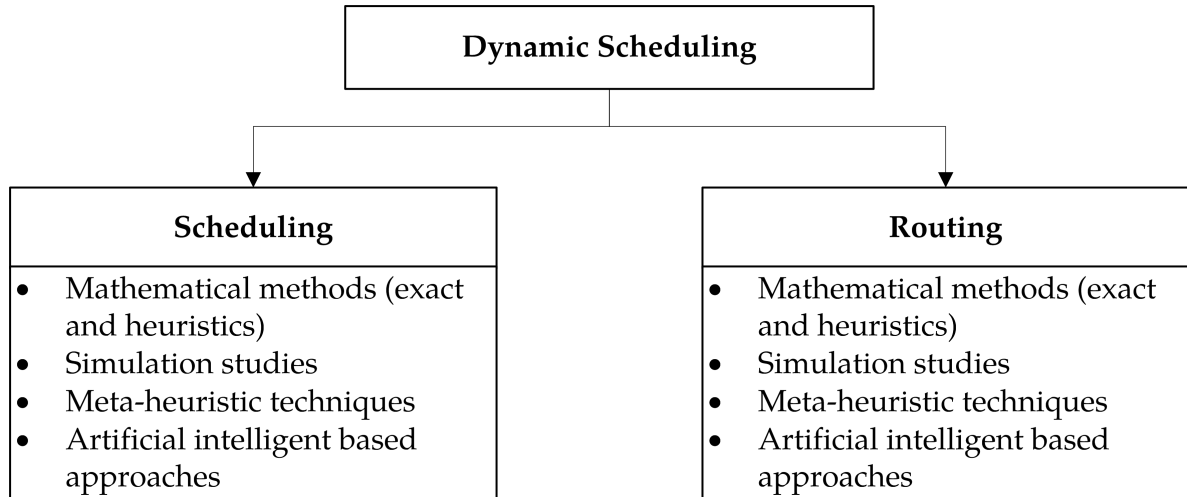 Dynamic Scheduling
Scheduling
• Mathematical methods (exact
and heuristics)
• Simulation studies
• Meta-heuristic techniques
• Artificial intelligent based
approaches
Routing
• Mathematical methods (exact
and heuristics)
• Simulation studies
• Meta-heuristic techniques
• Artificial intelligent based
approaches